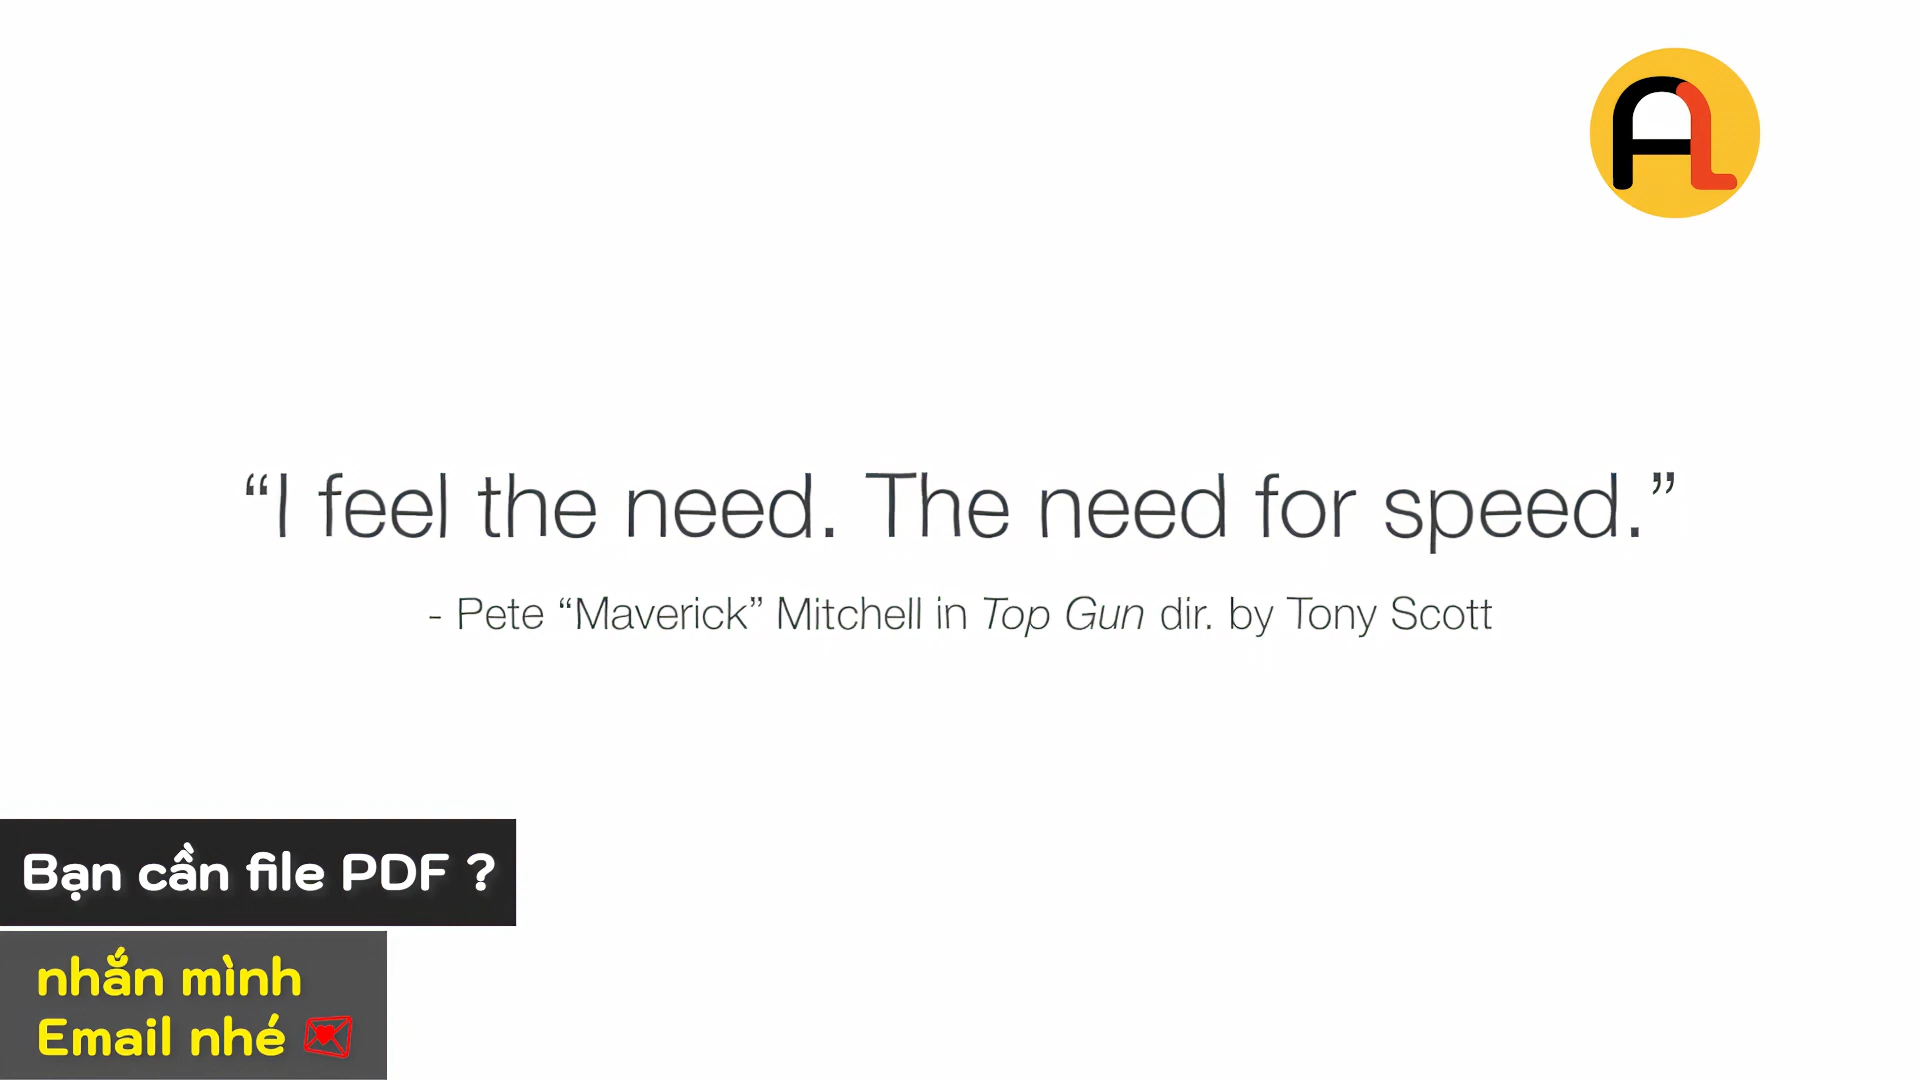 AL
“I feel the need. The need for speed.”
- Pete “Maverick” Mitchell in Top Gun dir. by Tony Scott
Bạn cần file PDF ?
nhắn mình
Email nhé